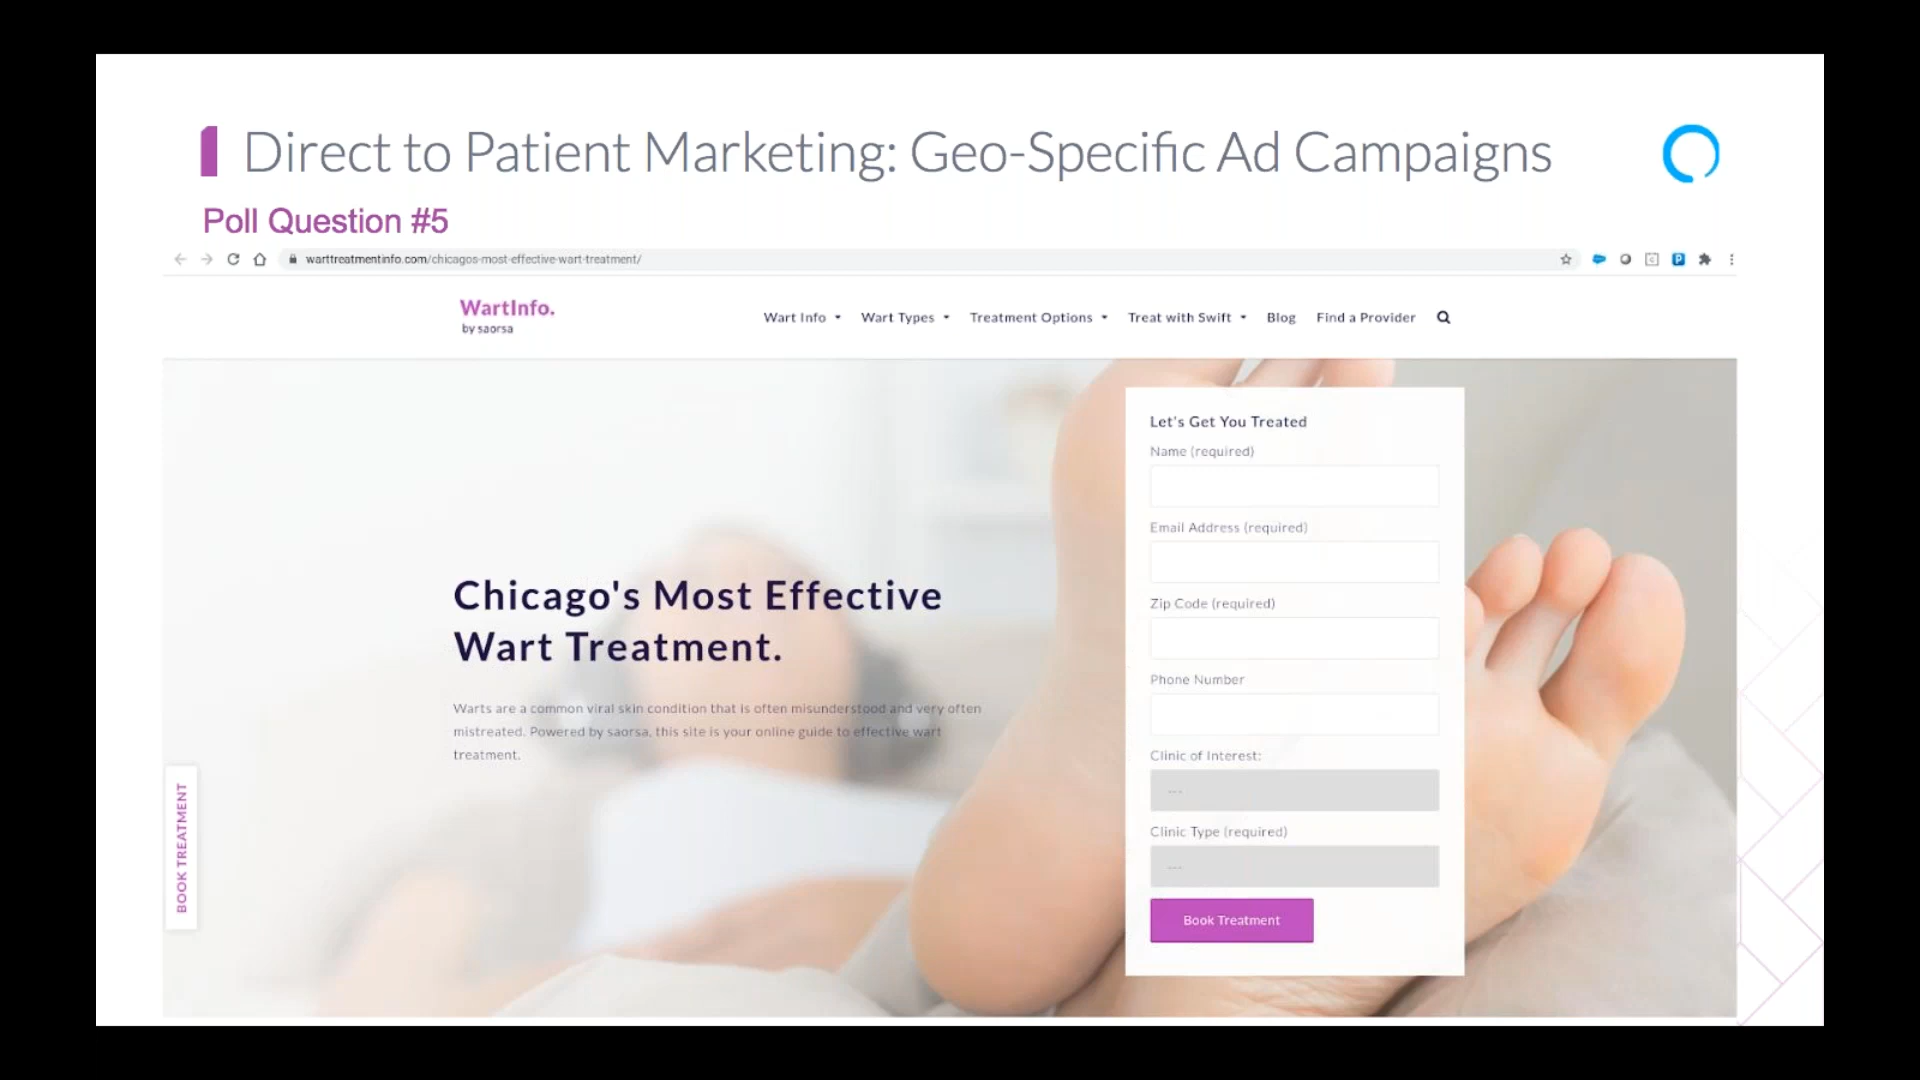 Direct to Patient Marketing: Geo-Specific Ad Campaigns
Poll Question #5
warttreatmentinfo.com/chicagos-most-effective-wart-treatment/
WartInfo.
by saorsa
Wart Info
Wart Types
Treatment Options
Treat with Swift
Blog
Find a Provider
Chicago's Most Effective
Wart Treatment.
Warts are a common viral skin condition that is often misunderstood and very often
mistreated. Powered by saorsa, this site is your online guide to effective wart
treatment.
BOOK TREATMENT
Let's Get You Treated
Name (required)
Email Address (required)
Zip Code (required)
Phone Number
Clinic of Interest:
---
Clinic Type (required)
---
Book Treatment